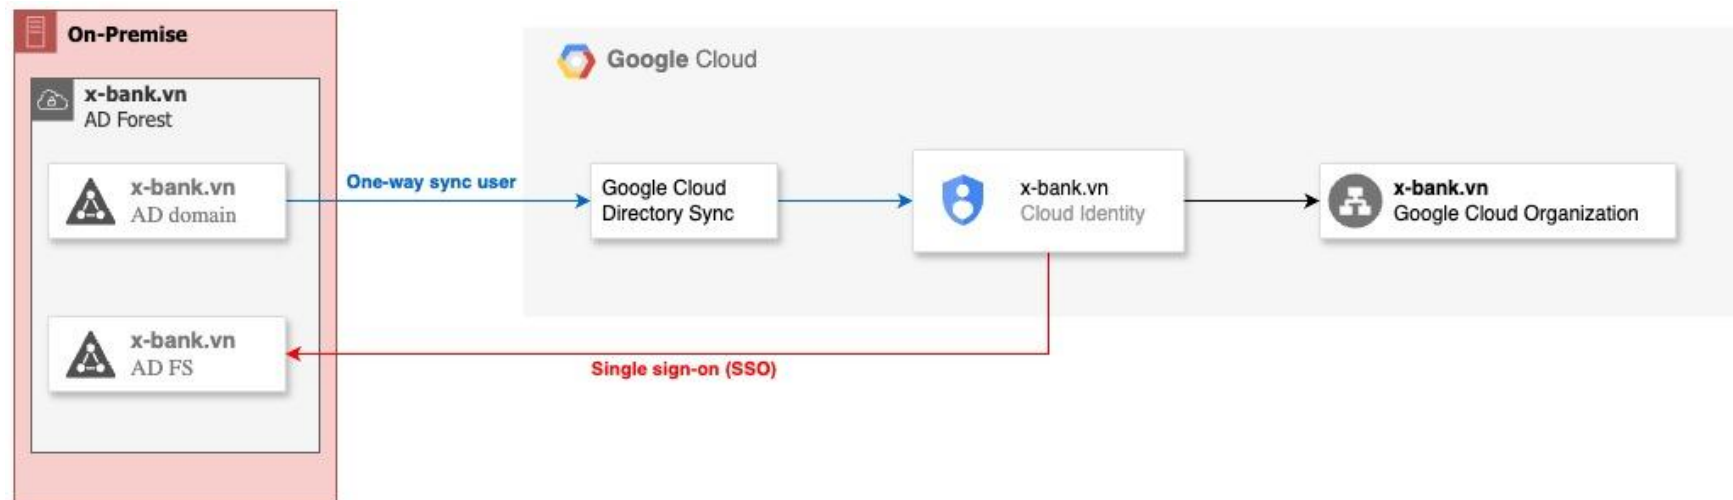 On-Premise
x-bank.vn
AD Forest
x-bank.vn
AD domain
x-bank.vn
AD FS
One-way sync user
Google Cloud
Google Cloud
Directory Sync
x-bank.vn
Cloud Identity
x-bank.vn
Google Cloud Organization
Single sign-on (SSO)